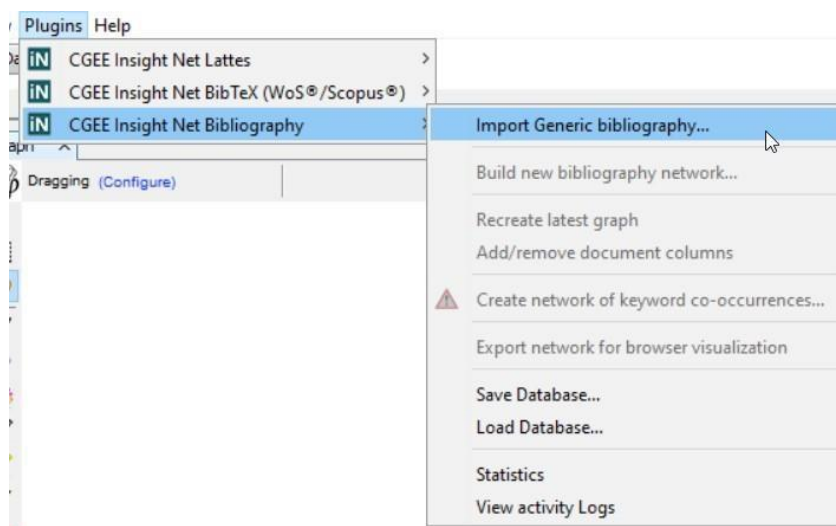 Plugins Help
iN CGEE Insight Net Lattes
iN CGEE Insight Net BibTeX (WoS®/Scopus®)
iN CGEE Insight Net Bibliography
Import Generic bibliography...
Dragging (Configure)
Build new bibliography network...
Recreate latest graph
Add/remove document columns
Create network of keyword co-occurrences...
Export network for browser visualization
Save Database...
Load Database...
Statistics
View activity Logs